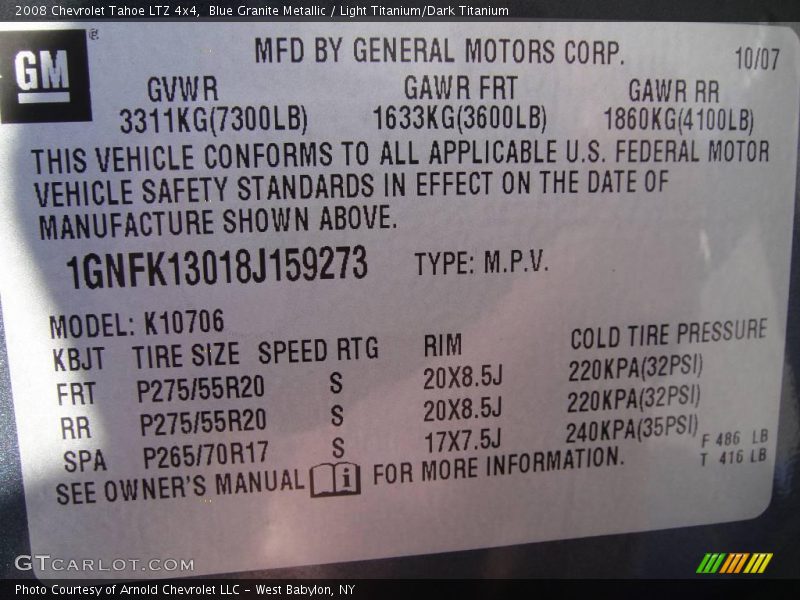 2008 Chevrolet Tahoe LTZ 4x4, Blue Granite Metallic / Light Titanium/Dark Titanium
GM
®
MFD BY GENERAL MOTORS CORP.
10/07
GVWR GAWR FRT GAWR RR
3311KG(7300LB) 1633KG(3600LB) 1860KG(4100LB)
THIS VEHICLE CONFORMS TO ALL APPLICABLE U.S. FEDERAL MOTOR
VEHICLE SAFETY STANDARDS IN EFFECT ON THE DATE OF
MANUFACTURE SHOWN ABOVE.
1GNFK13018J159273 TYPE: M.P.V.
MODEL: K10706
KBJT TIRE SIZE SPEED RTG RIM COLD TIRE PRESSURE
FRT P275/55R20 S 20X8.5J 220KPA(32PSI)
RR P275/55R20 S 20X8.5J 220KPA(32PSI)
SPA P265/70R17 S 17X7.5J 240KPA(35PSI)
F 486 LB
T 416 LB
SEE OWNER'S MANUAL i FOR MORE INFORMATION.
GTCARLOT.COM
Photo Courtesy of Arnold Chevrolet LLC - West Babylon, NY